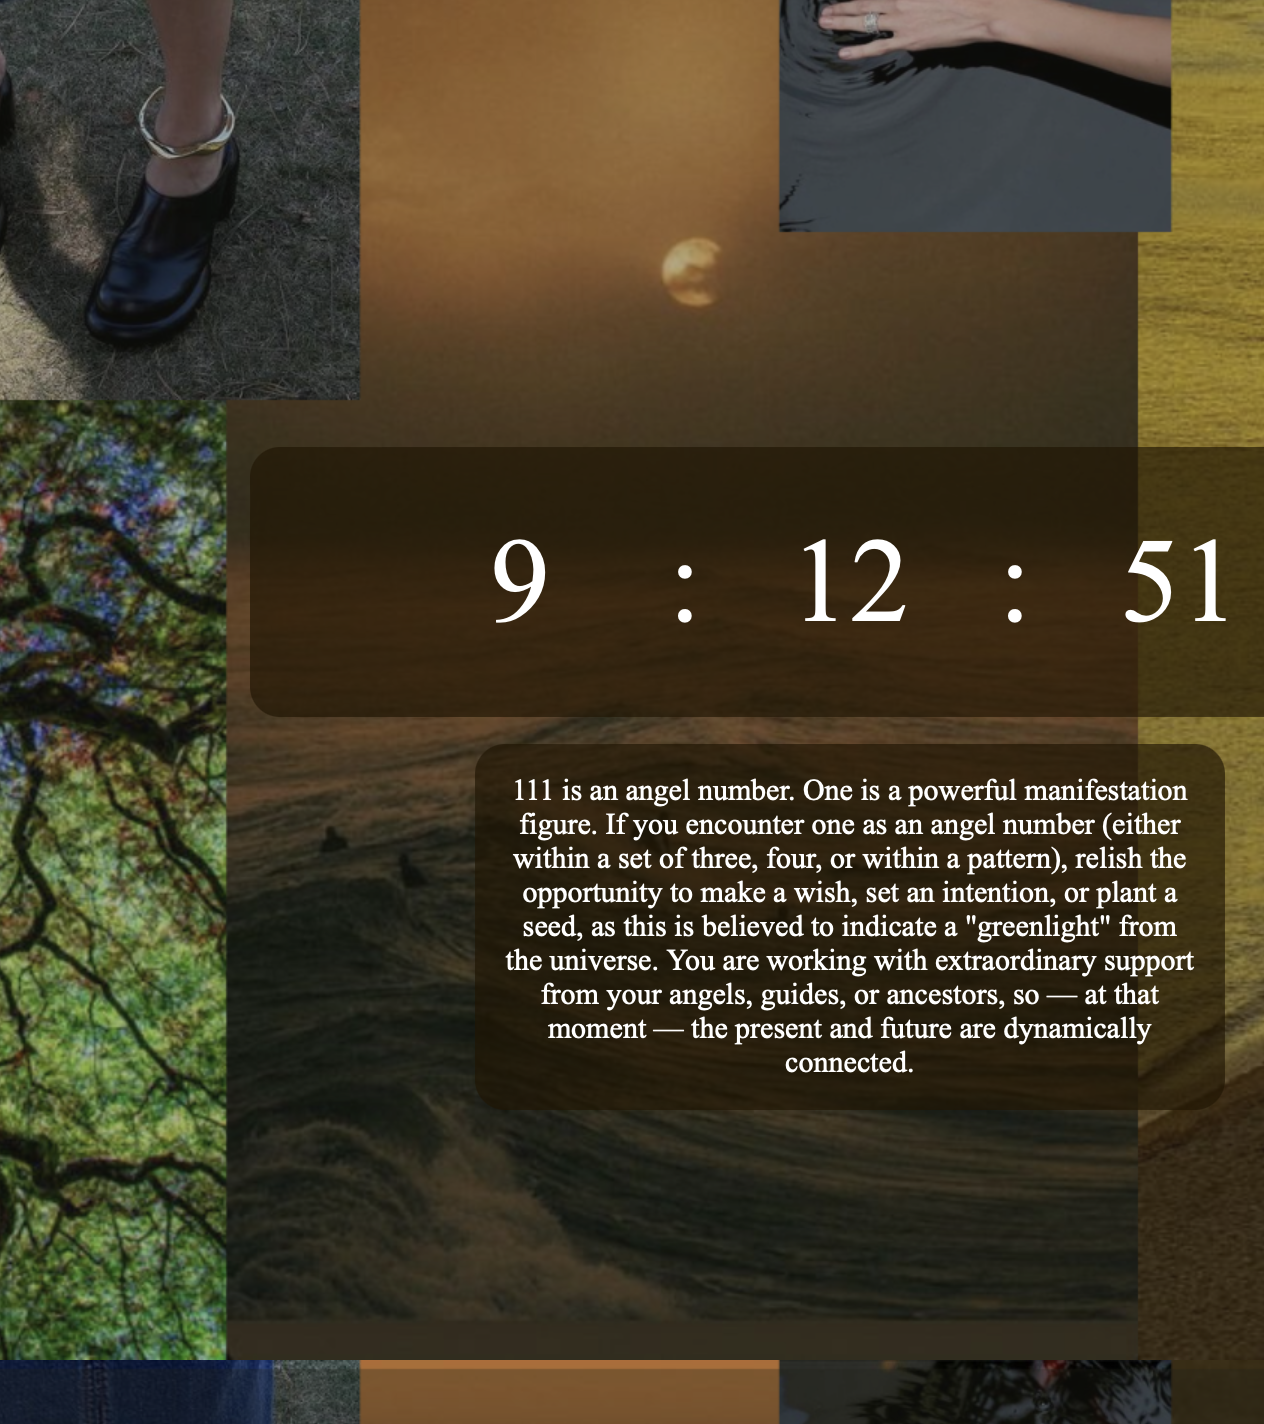 9 : 12 : 51
111 is an angel number. One is a powerful manifestation
figure. If you encounter one as an angel number (either
within a set of three, four, or within a pattern), relish the
opportunity to make a wish, set an intention, or plant a
seed, as this is believed to indicate a "greenlight" from
the universe. You are working with extraordinary support
from your angels, guides, or ancestors, so — at that
moment — the present and future are dynamically
connected.